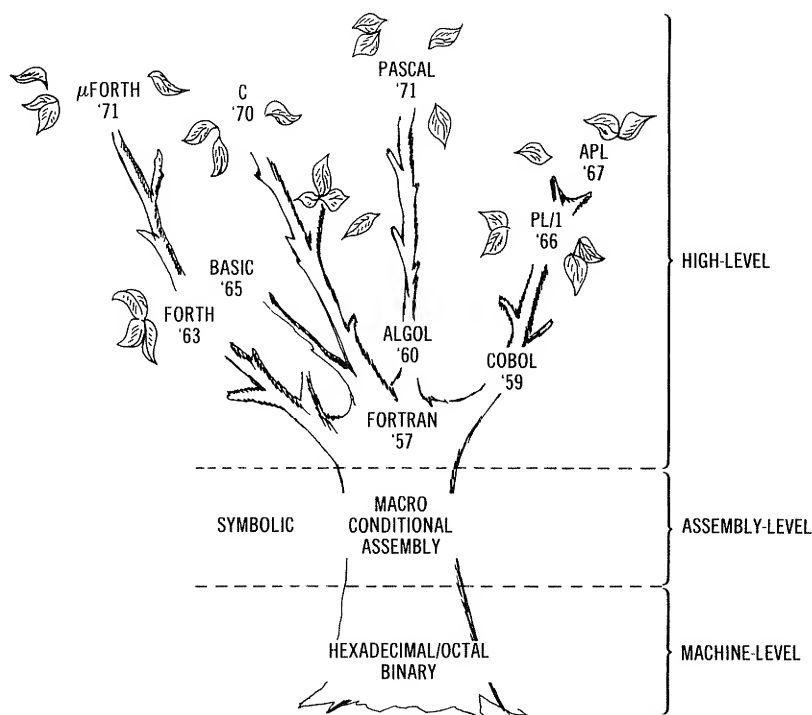 PASCAL
'71
µFORTH
'71
C
'70
APL
'67
PL/1
'66
HIGH-LEVEL
BASIC
'65
FORTH
'63
ALGOL
'60
COBOL
'59
FORTRAN
'57
SYMBOLIC
MACRO
CONDITIONAL
ASSEMBLY
ASSEMBLY-LEVEL
HEXADECIMAL/OCTAL
BINARY
MACHINE-LEVEL